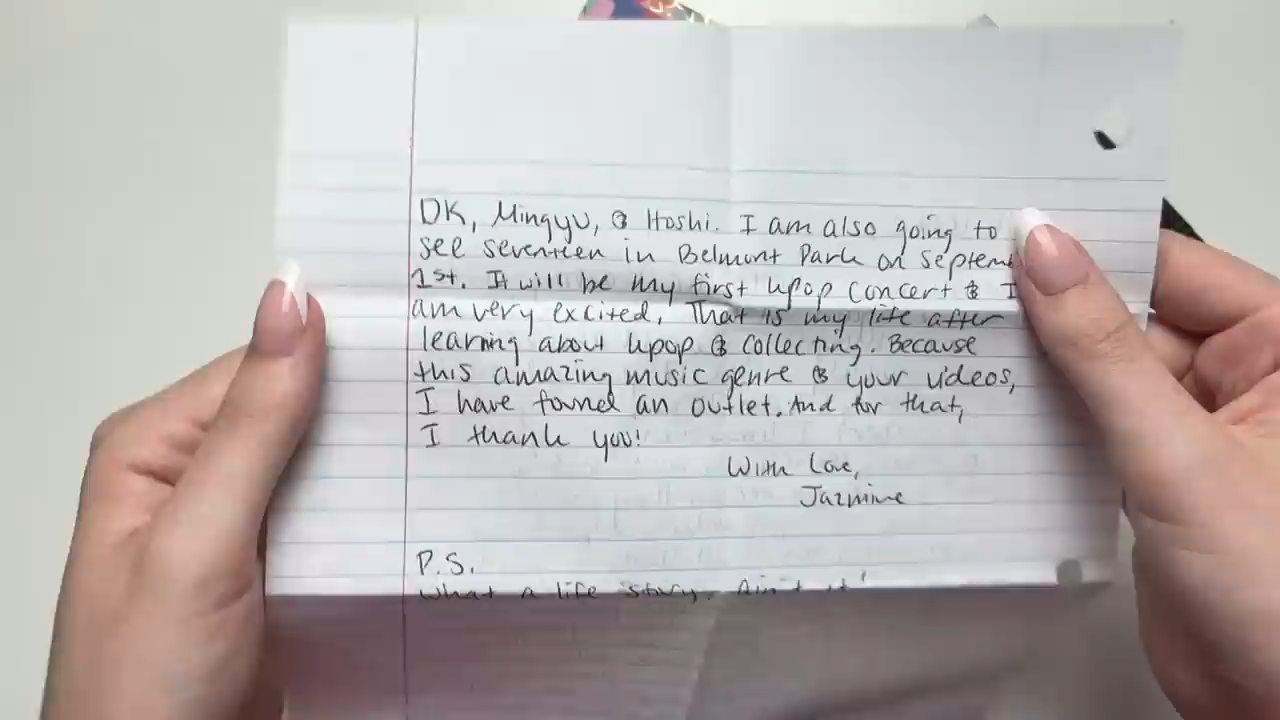 DK, Mingyu, & Hoshi. I am also going to
see seventeen in Belmont Park on Septem
1st. It will be my first kpop concert & I
am very excited. That is my life after
learning about kpop & collecting. Because
this amazing music genre & your videos,
I have found an outlet. And for that,
I thank you!
With Love,
Jazmine
P.S.
What a life story. Ain't it!